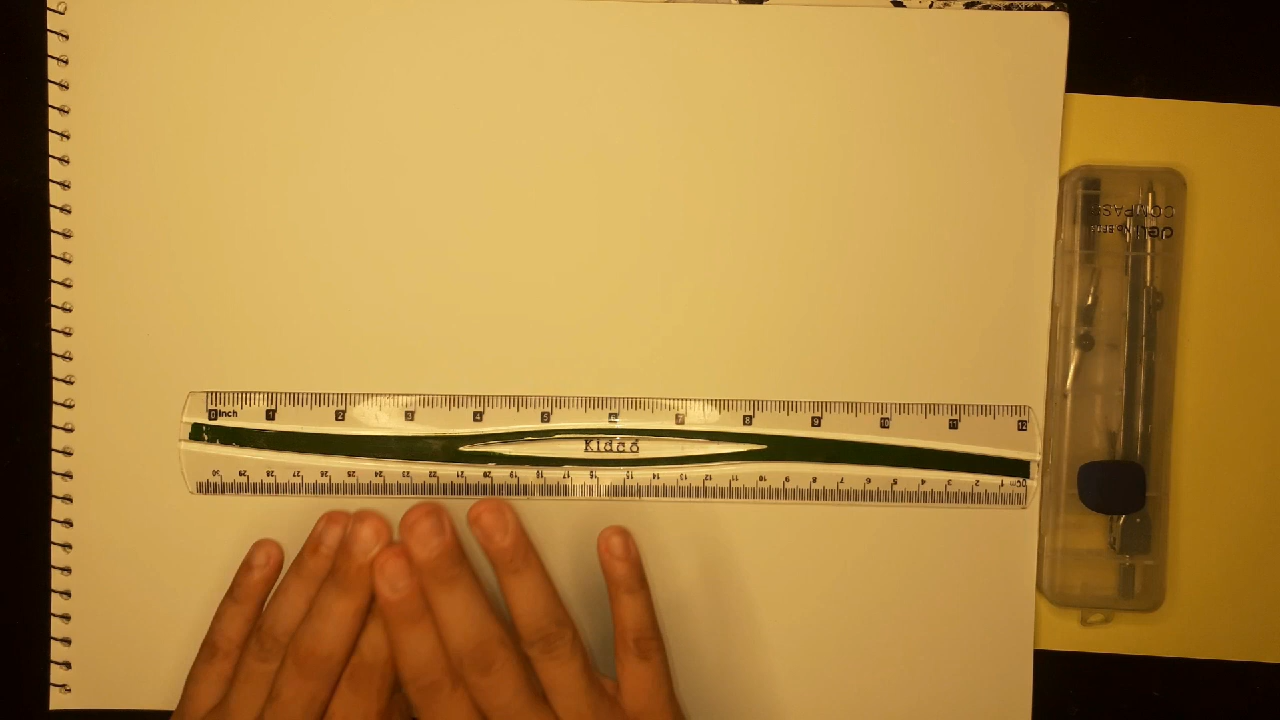 0 inch 1 2 3 4 5 6 7 8 9 10 11 12
Kidco
30 29 28 27 26 25 24 23 22 21 20 19 18 17 16 15 14 13 12 11 10 9 8 7 6 5 4 3 2 1 cm 0
deli
COMPASS